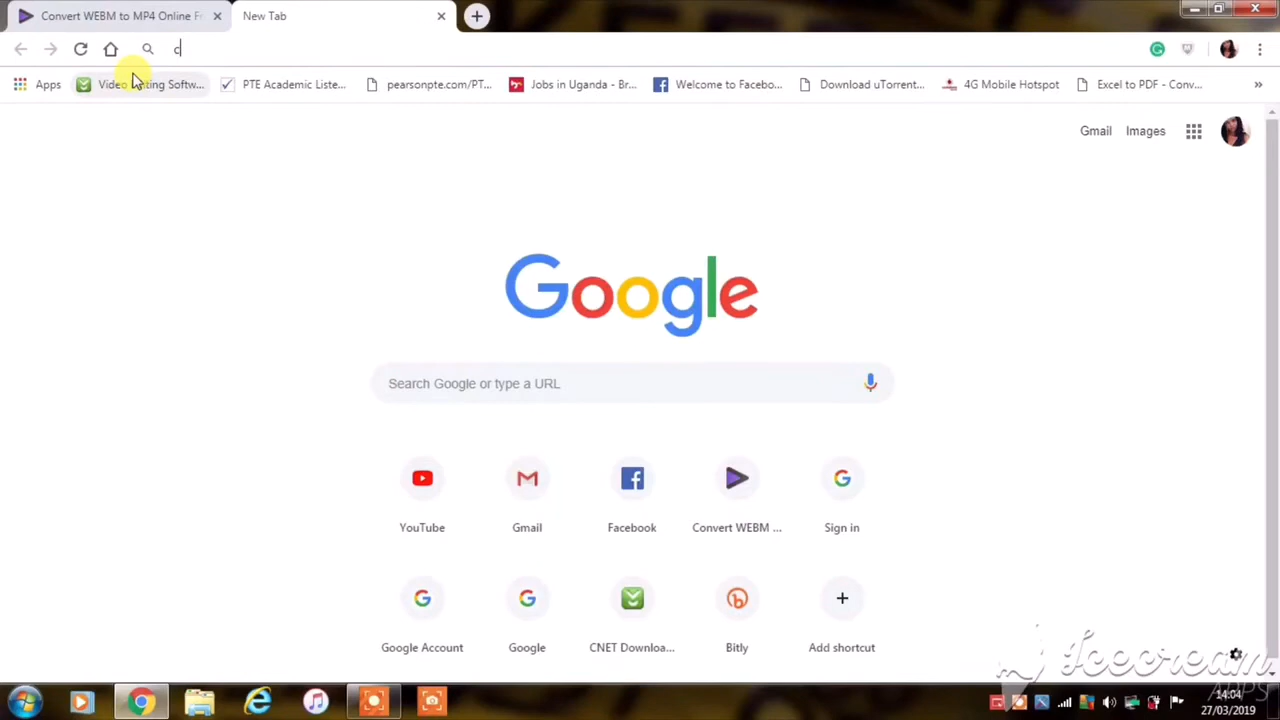 Convert WEBM to MP4 Online Fr
New Tab
c
Apps
Video Editing Softw...
PTE Academic Liste...
pearsonpte.com/PT...
Jobs in Uganda - Br...
Welcome to Facebo...
Download uTorrent...
4G Mobile Hotspot
Excel to PDF - Conv...
»
Gmail
Images
Google
Search Google or type a URL
YouTube
Gmail
Facebook
Convert WEBM ...
Sign in
Google Account
Google
CNET Downloa...
Bitly
Add shortcut
Icecream
APPS
14:04
27/03/2019